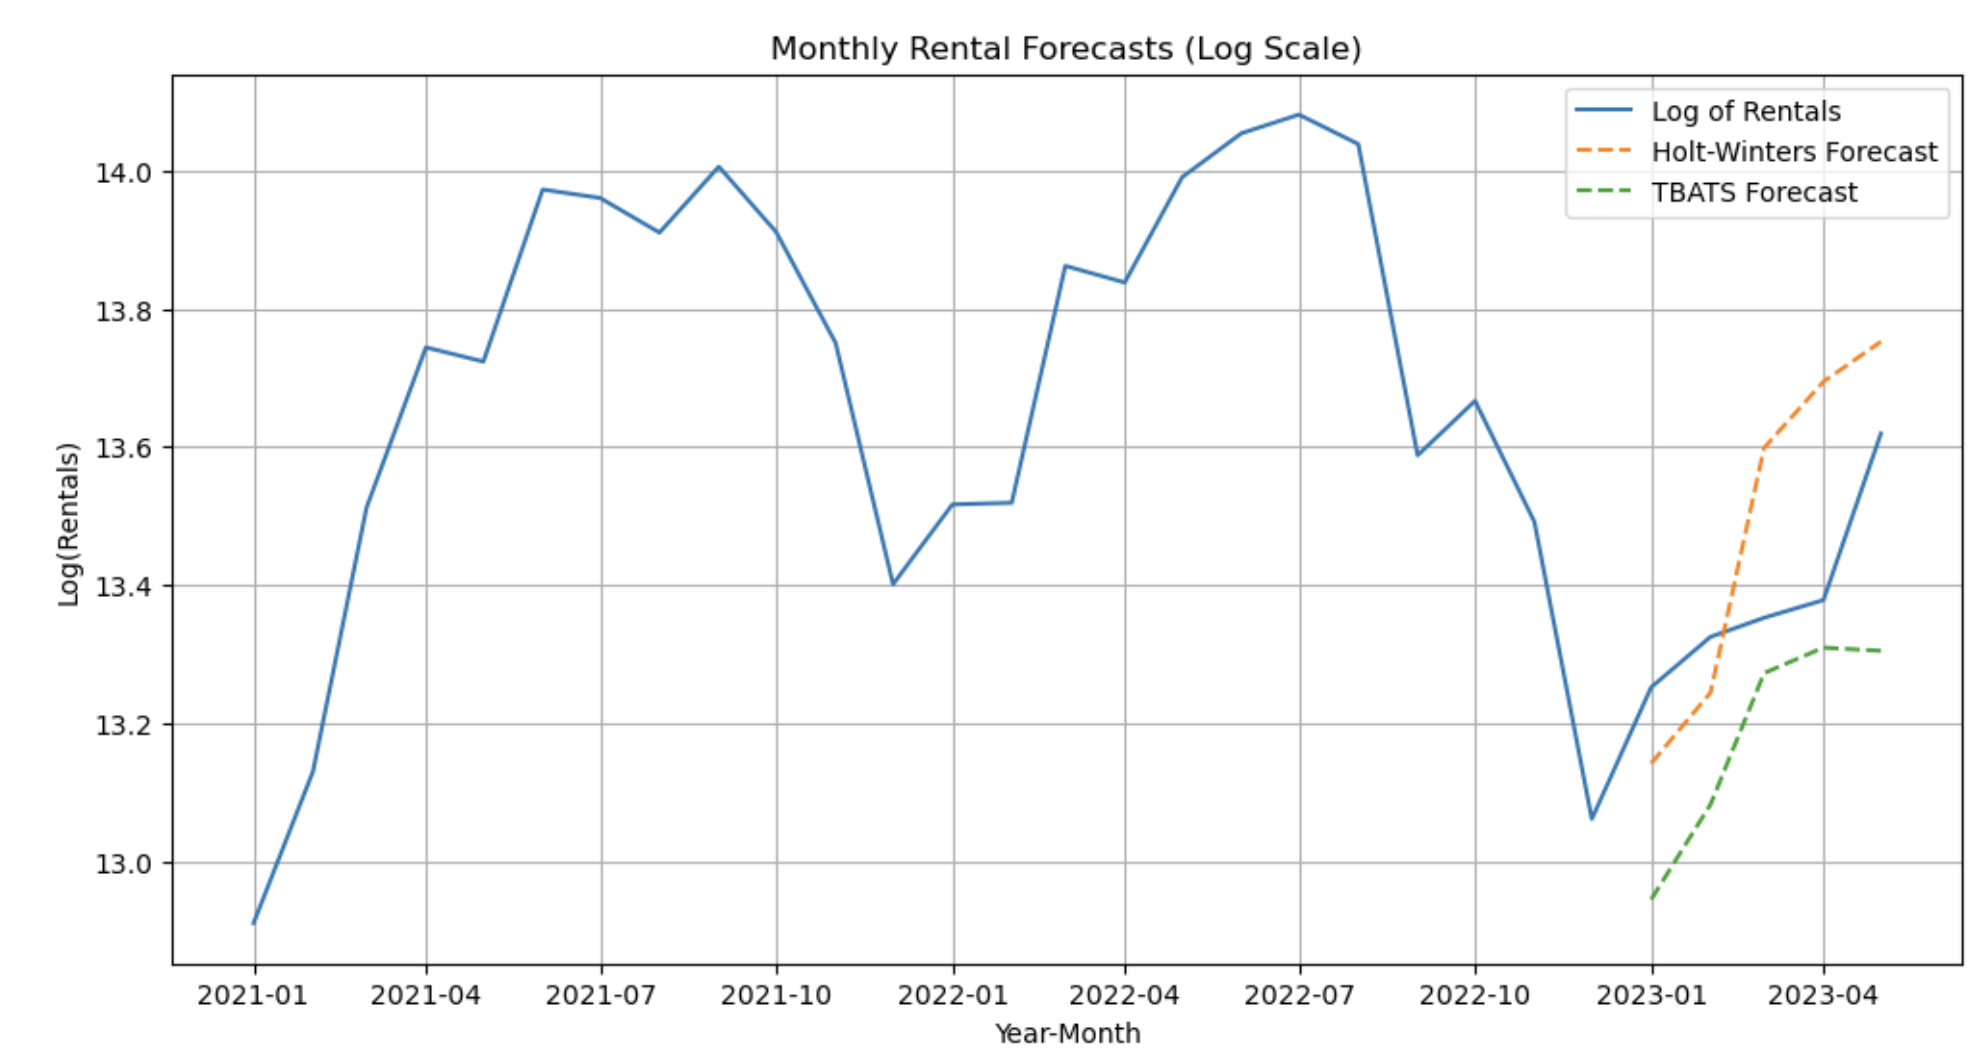 Monthly Rental Forecasts (Log Scale)
Log of Rentals
Holt-Winters Forecast
TBATS Forecast
Log(Rentals)
14.0
13.8
13.6
13.4
13.2
13.0
2021-01 2021-04 2021-07 2021-10 2022-01 2022-04 2022-07 2022-10 2023-01 2023-04
Year-Month